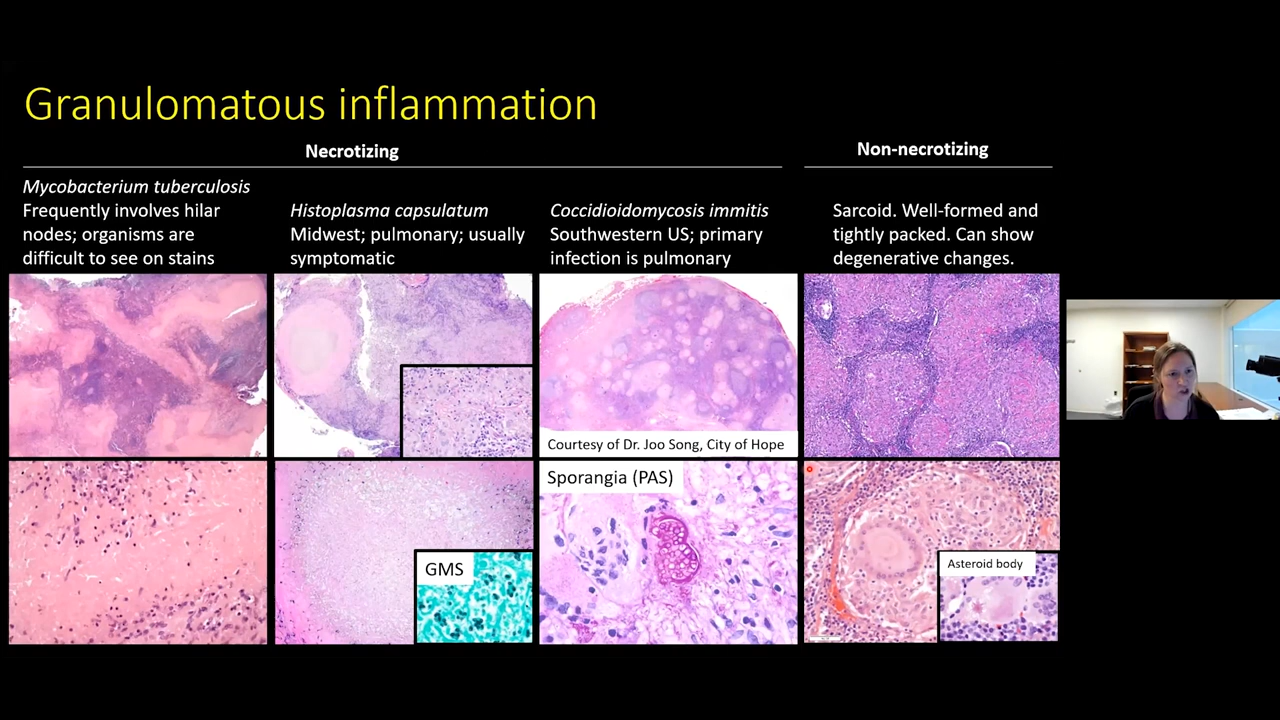 Granulomatous inflammation
Necrotizing
Non-necrotizing
Mycobacterium tuberculosis
Frequently involves hilar
nodes; organisms are
difficult to see on stains
Histoplasma capsulatum
Midwest; pulmonary; usually
symptomatic
Coccidioidomycosis immitis
Southwestern US; primary
infection is pulmonary
Sarcoid. Well-formed and
tightly packed. Can show
degenerative changes.
Courtesy of Dr. Joo Song, City of Hope
GMS
Sporangia (PAS)
Asteroid body